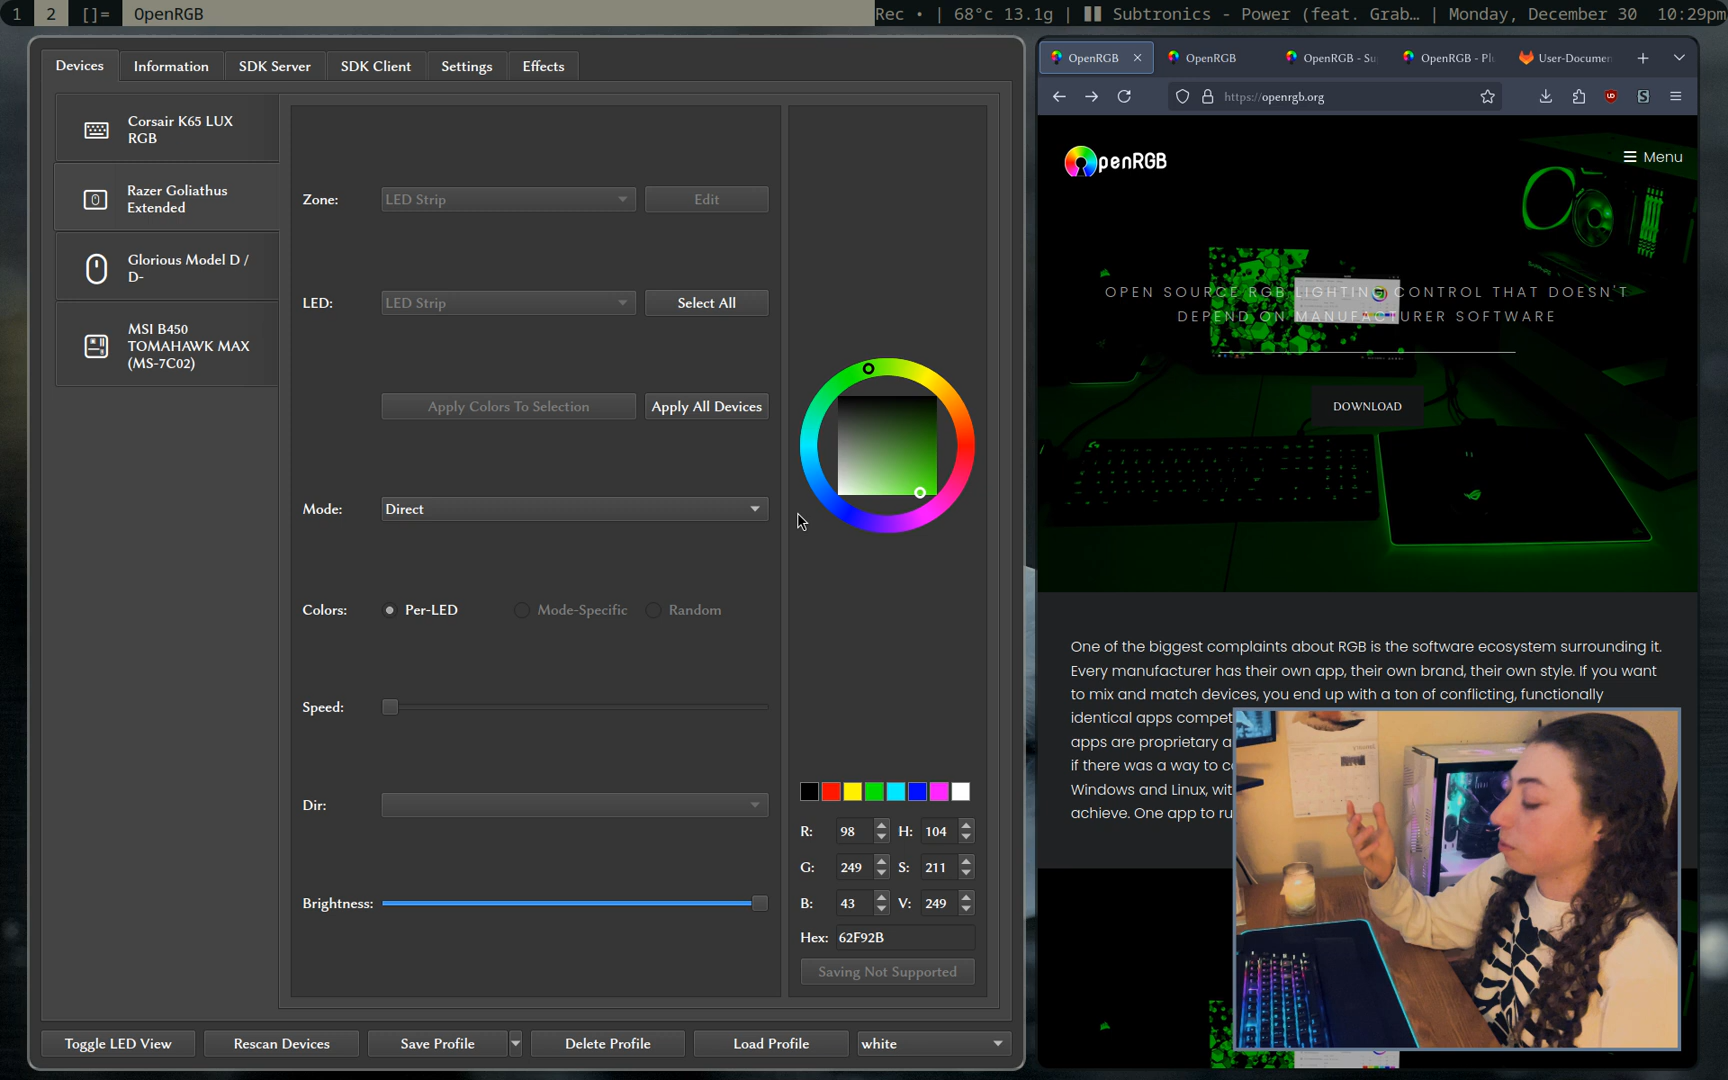 1 2 []= OpenRGB Rec • | 68°c 13.1g | Subtronics - Power (feat. Grab… | Monday, December 30 10:29pm
Devices Information SDK Server SDK Client Settings Effects
Corsair K65 LUX
RGB
Razer Goliathus
Extended
Glorious Model D /
D-
MSI B450
TOMAHAWK MAX
(MS-7C02)
Zone: LED Strip Edit
LED: LED Strip Select All
Apply Colors To Selection Apply All Devices
Mode: Direct
Colors: Per-LED Mode-Specific Random
Speed:
Dir:
Brightness:
R: 98 H: 104
G: 249 S: 211
B: 43 V: 249
Hex: 62F92B
Saving Not Supported
Toggle LED View Rescan Devices Save Profile Delete Profile Load Profile white
OpenRGB OpenRGB OpenRGB - Su OpenRGB - Pl User-Documen
https://openrgb.org
penRGB
Menu
OPEN SOURCE RGB LIGHTING CONTROL THAT DOESN'T
DEPEND ON MANUFACTURER SOFTWARE
DOWNLOAD
One of the biggest complaints about RGB is the software ecosystem surrounding it.
Every manufacturer has their own app, their own brand, their own style. If you want
to mix and match devices, you end up with a ton of conflicting, functionally
identical apps compet
apps are proprietary a
if there was a way to c
Windows and Linux, wit
achieve. One app to ru